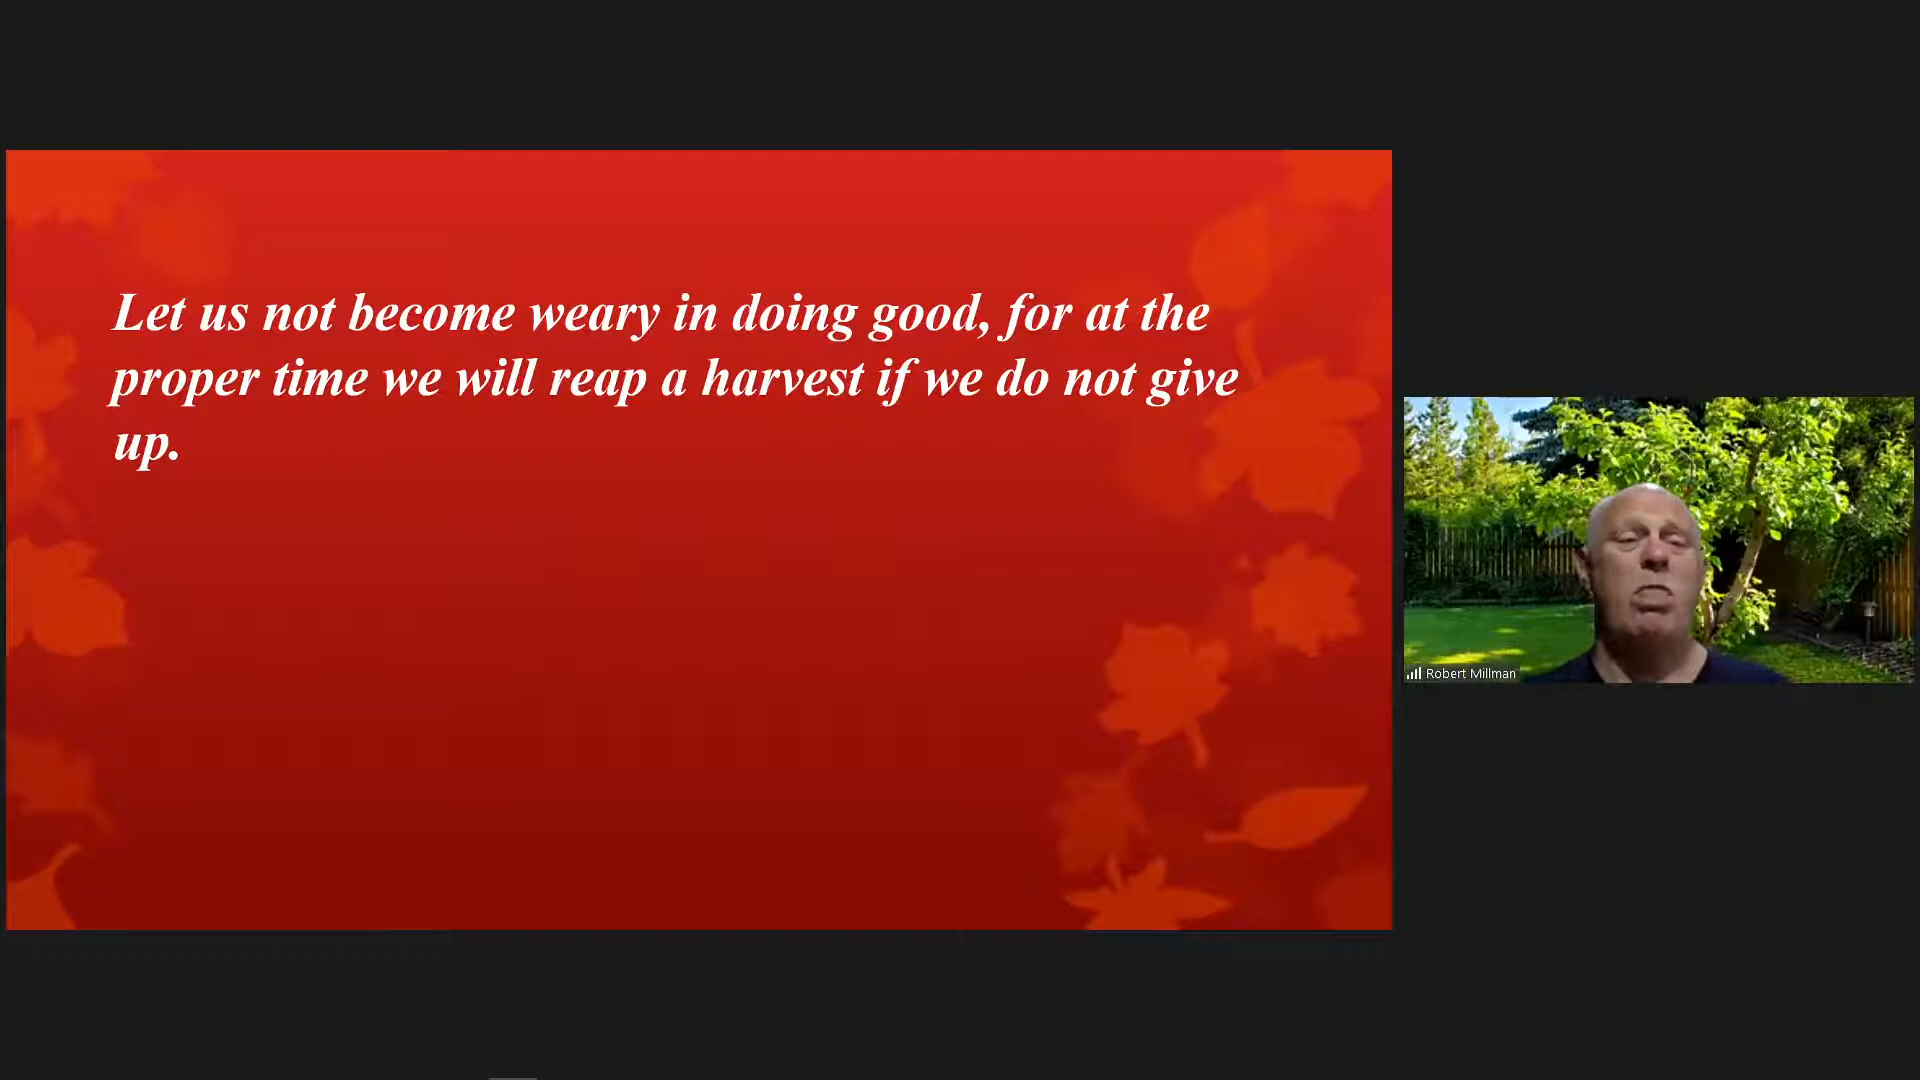 Let us not become weary in doing good, for at the
proper time we will reap a harvest if we do not give
up.
Robert Millman